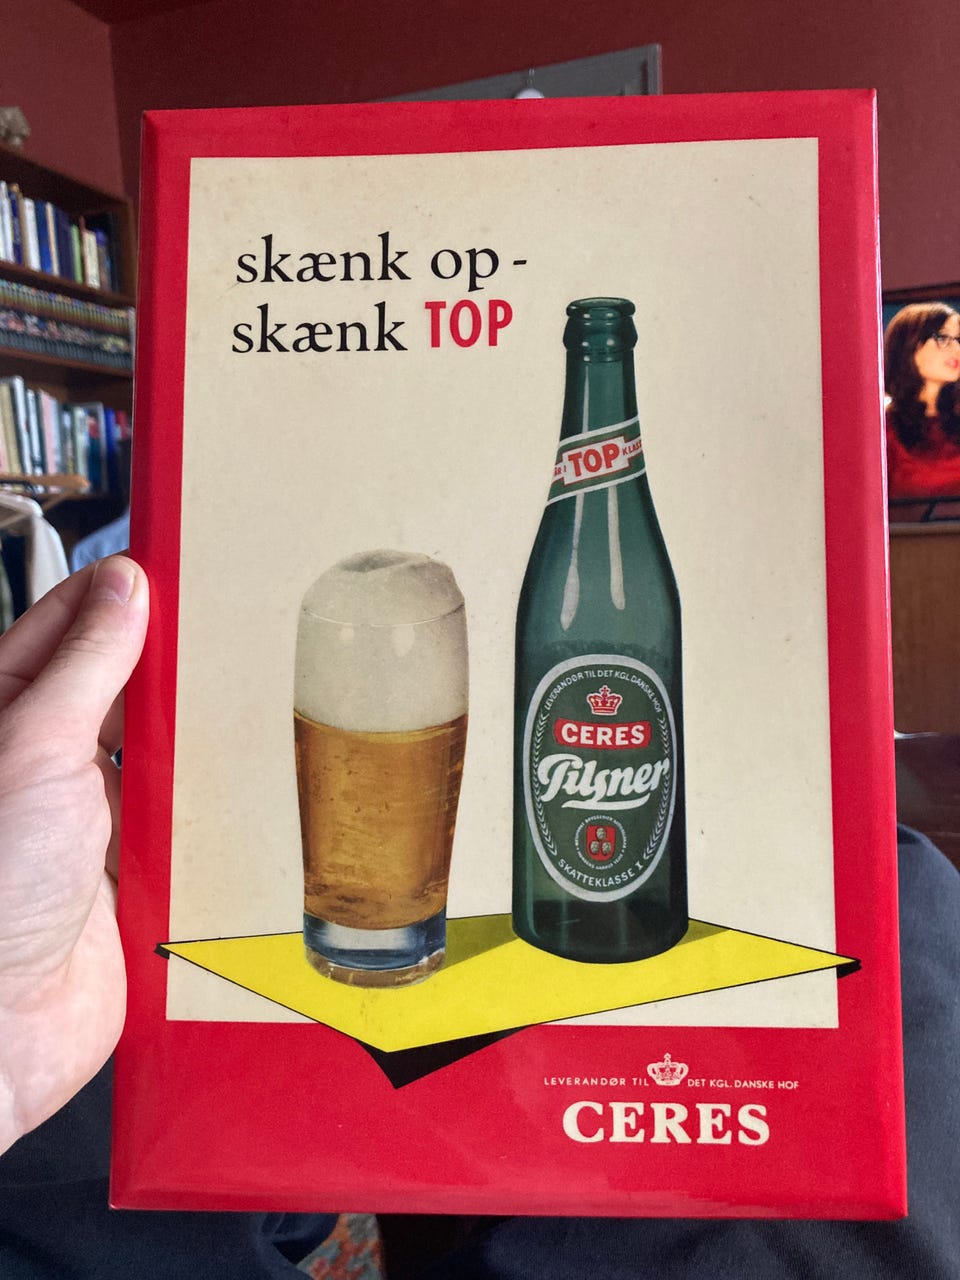 skænk op -
skænk TOP
TOP KLASSE
LEVERANDØR TIL DET KGL. DANSKE HOF
CERES
Pilsner
SKATTEKLASSE I
LEVERANDØR TIL DET KGL. DANSKE HOF
CERES